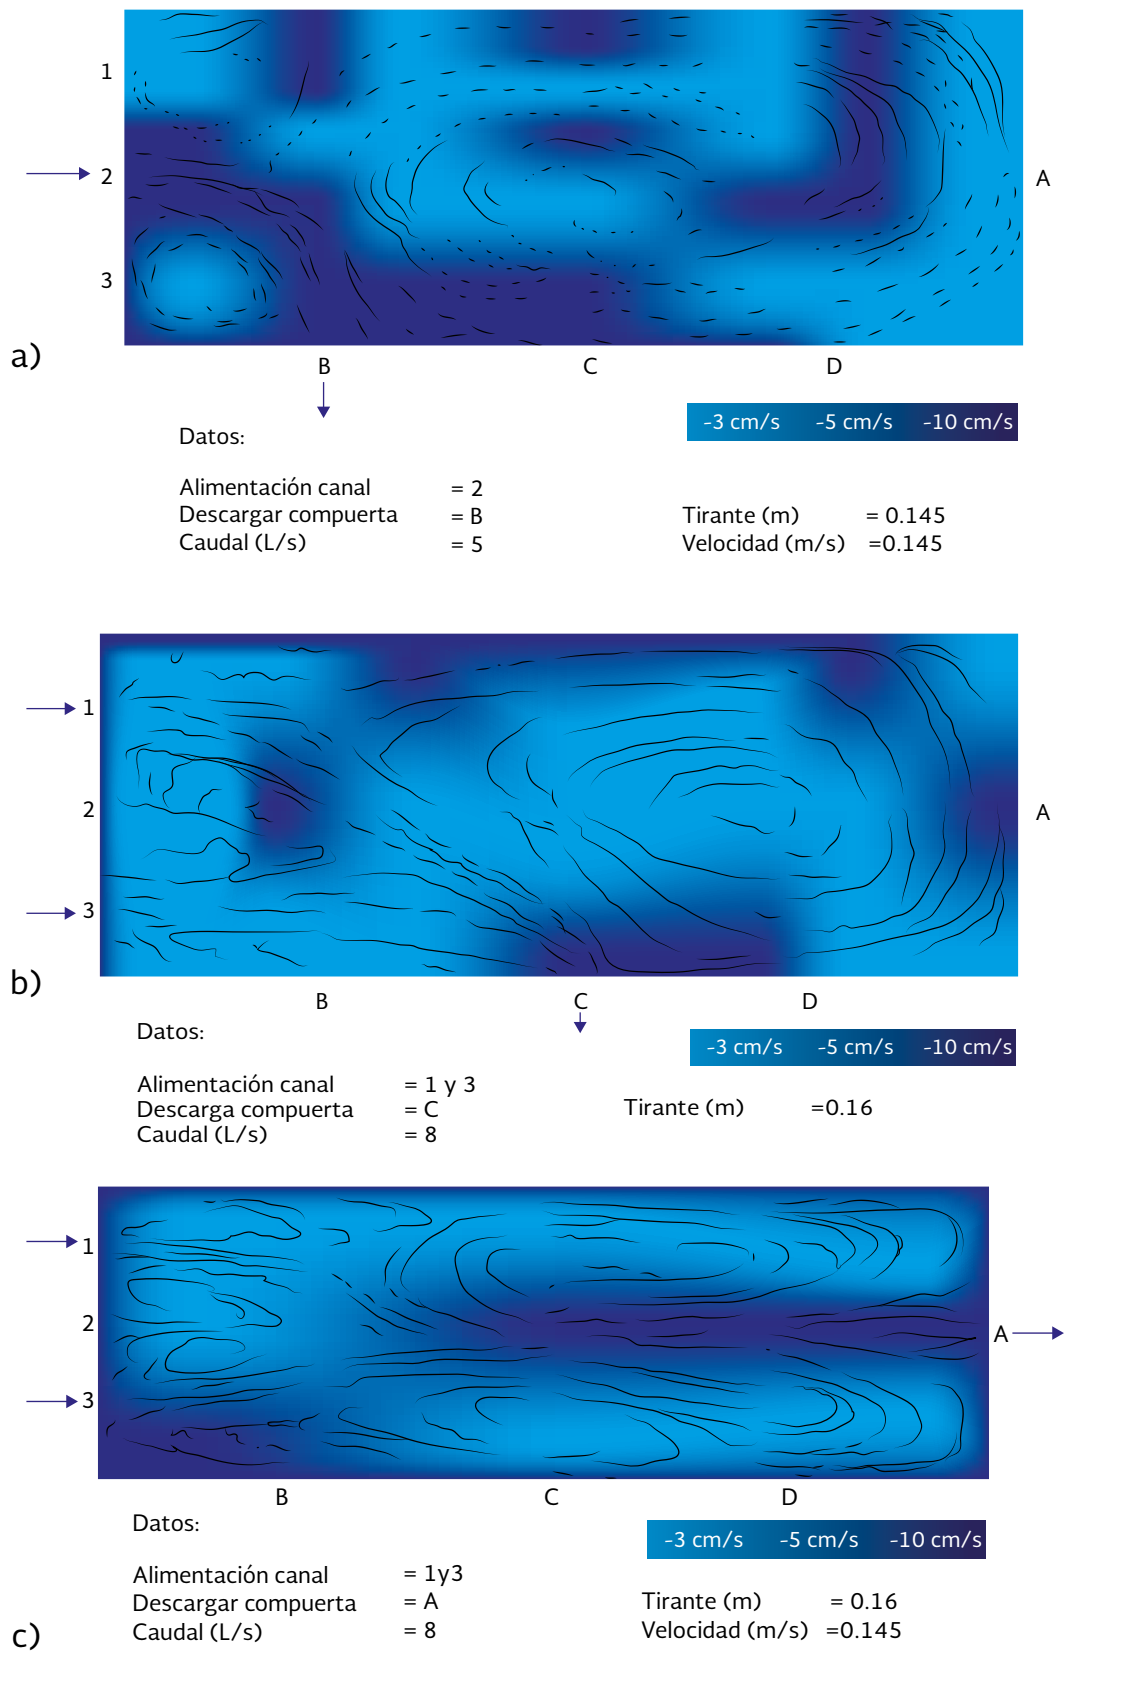 1
2
A
3
a)
B C D
-3 cm/s -5 cm/s -10 cm/s
Datos:
Alimentación canal = 2
Descargar compuerta = B
Tirante (m) = 0.145
Caudal (L/s) = 5
Velocidad (m/s) =0.145
1
2
A
3
b)
B C D
Datos:
-3 cm/s -5 cm/s -10 cm/s
Alimentación canal = 1 y 3
Descarga compuerta = C
Tirante (m) =0.16
Caudal (L/s) = 8
1
2
A
3
B C D
Datos:
-3 cm/s -5 cm/s -10 cm/s
Alimentación canal = 1y3
Descargar compuerta = A
Tirante (m) = 0.16
Caudal (L/s) = 8
Velocidad (m/s) =0.145
c)